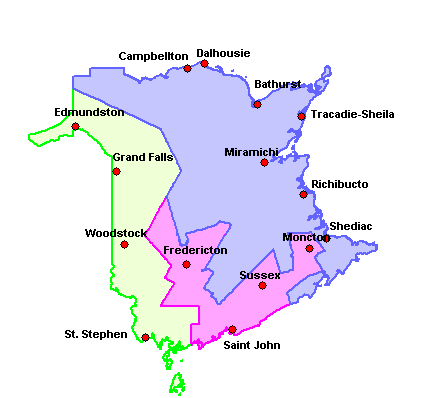 Campbellton
Dalhousie
Bathurst
Edmundston
Tracadie-Sheila
Miramichi
Grand Falls
Richibucto
Shediac
Woodstock
Moncton
Fredericton
Sussex
St. Stephen
Saint John